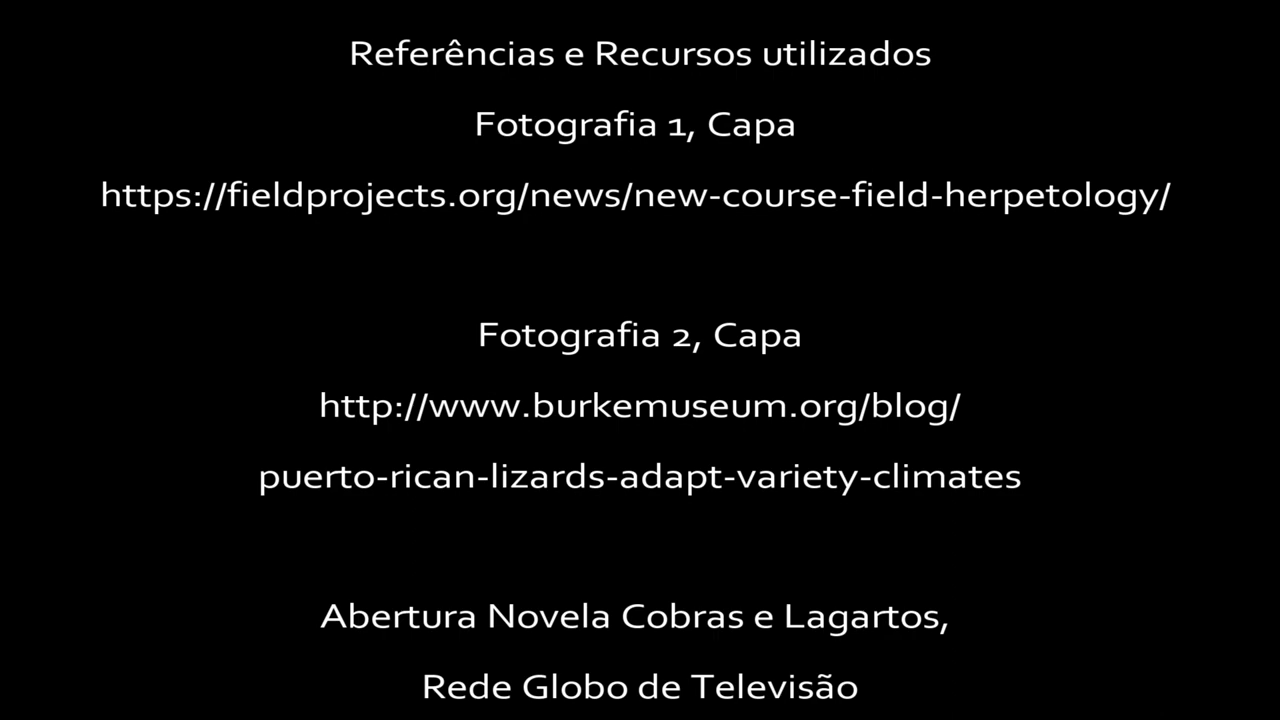 Referências e Recursos utilizados
Fotografia 1, Capa
https://fieldprojects.org/news/new-course-field-herpetology/
Fotografia 2, Capa
http://www.burkemuseum.org/blog/
puerto-rican-lizards-adapt-variety-climates
Abertura Novela Cobras e Lagartos,
Rede Globo de Televisão